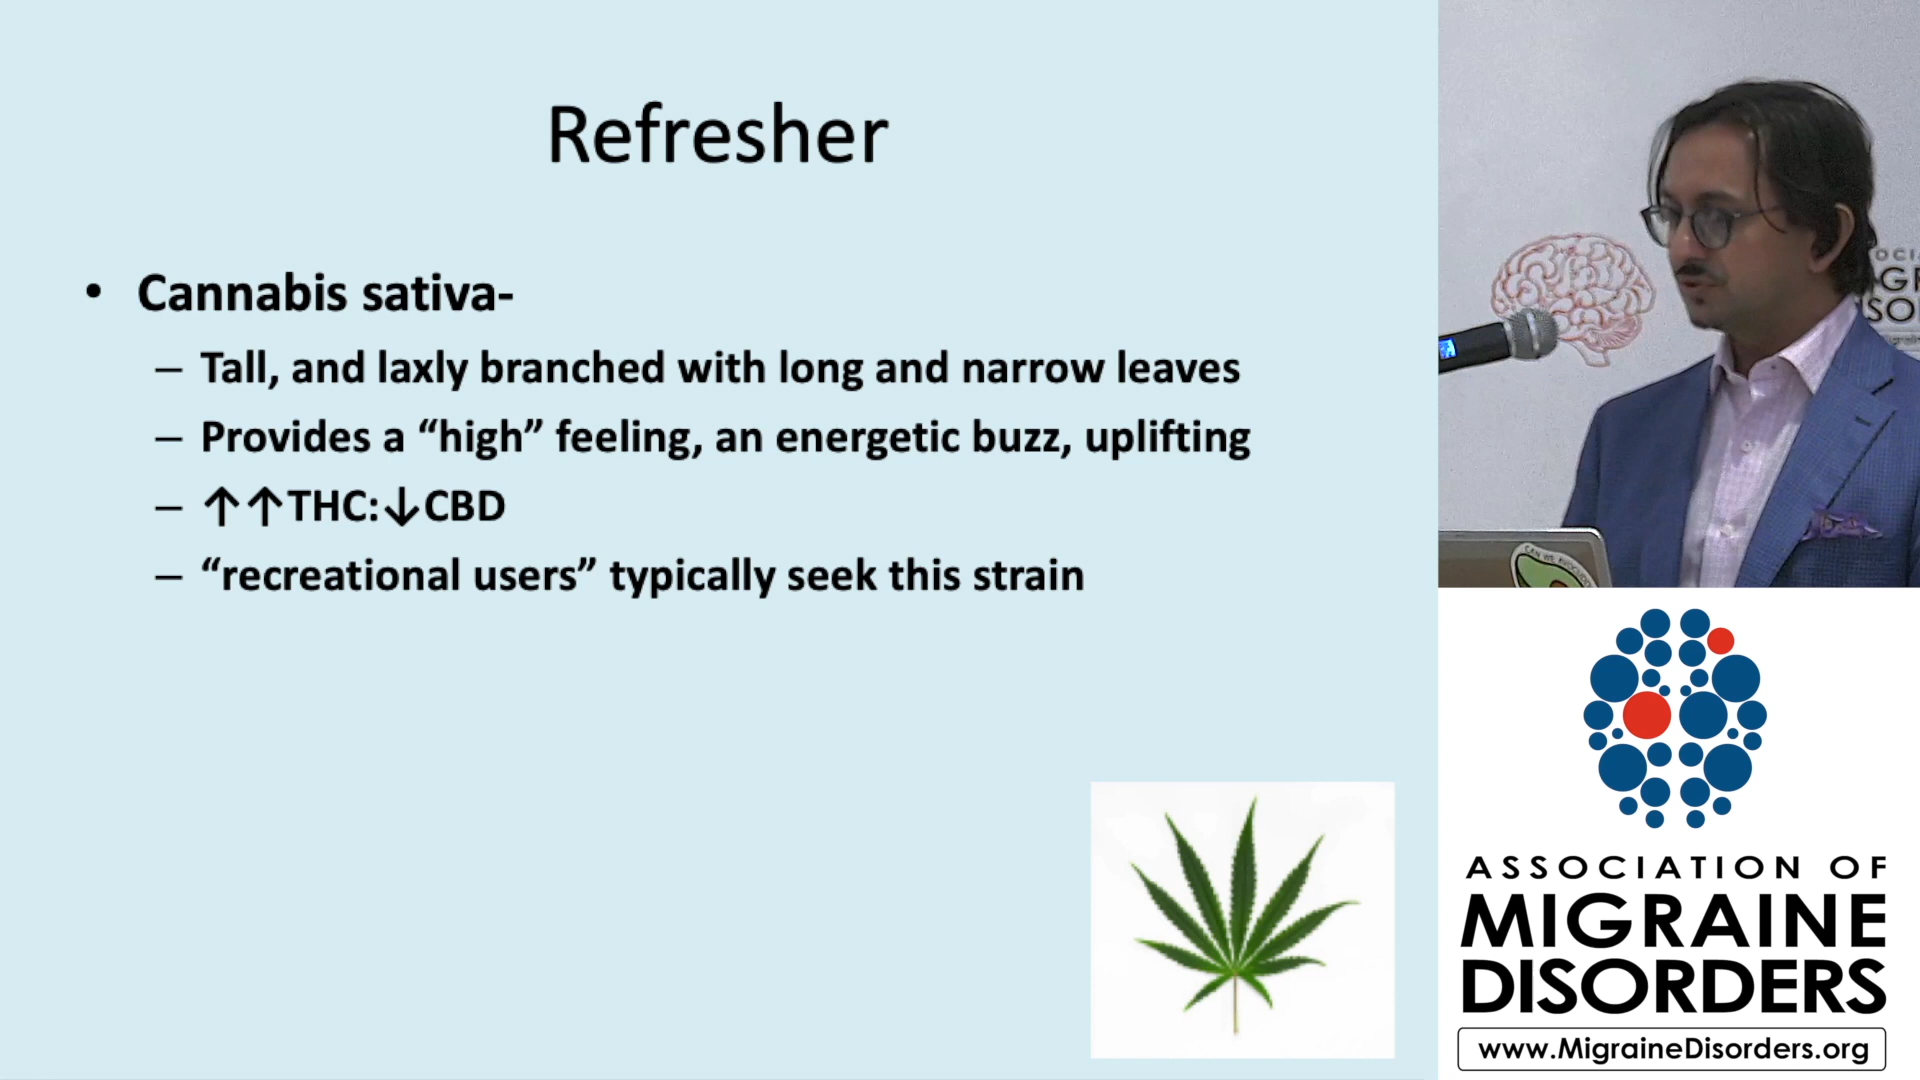 Refresher
• Cannabis sativa-
– Tall, and laxly branched with long and narrow leaves
– Provides a “high” feeling, an energetic buzz, uplifting
– ↑↑THC:↓CBD
– “recreational users” typically seek this strain
ASSOCIATION OF
MIGRAINE
DISORDERS
www.MigraineDisorders.org